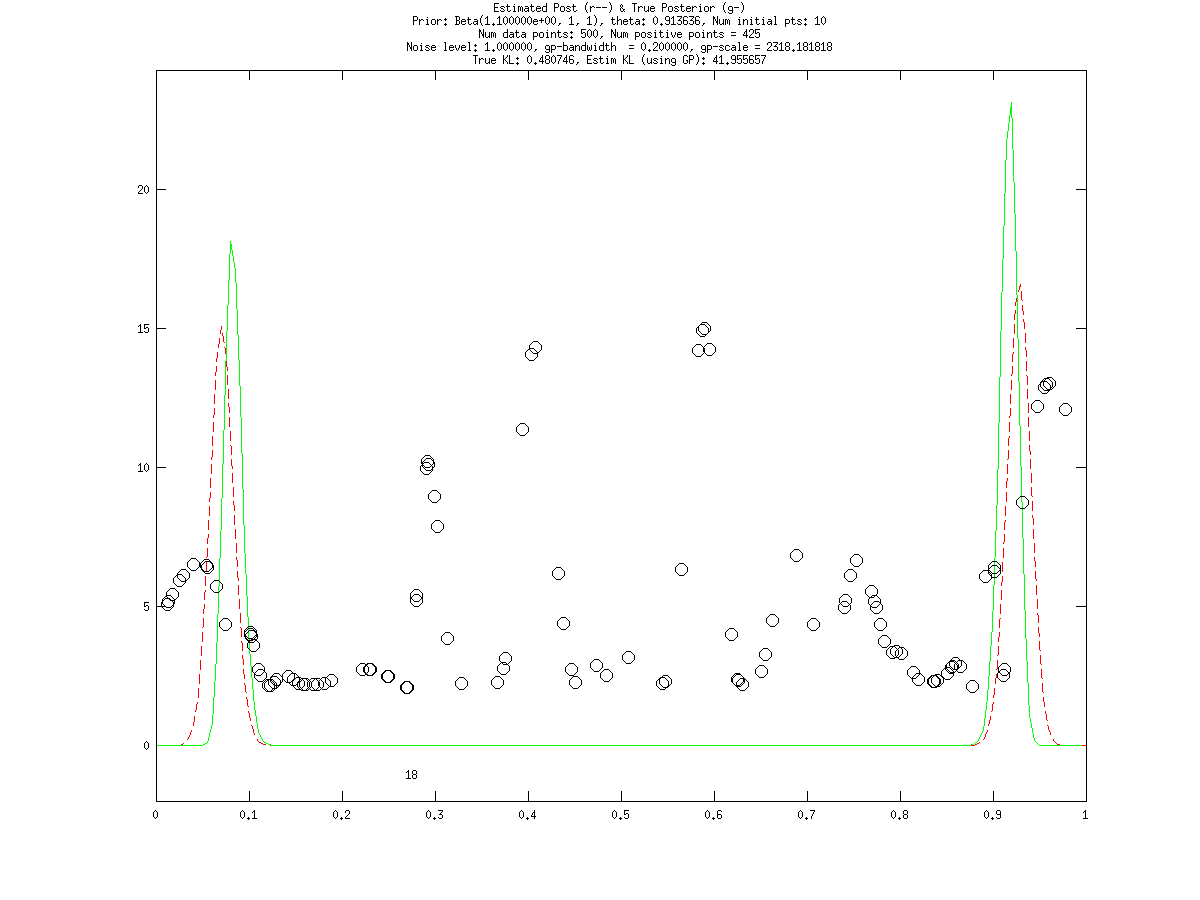 Estimated Post (r--) & True Posterior (g-)
Prior: Beta(1.100000e+00, 1, 1), theta: 0.913636, Num initial pts: 10
Num data points: 500, Num positive points = 425
Noise level: 1.000000, gp-bandwidth  = 0.200000, gp-scale = 2318.181818
True KL: 0.480746, Estim KL (using GP): 41.955657
20
15
10
5
0
18
0 0.1 0.2 0.3 0.4 0.5 0.6 0.7 0.8 0.9 1